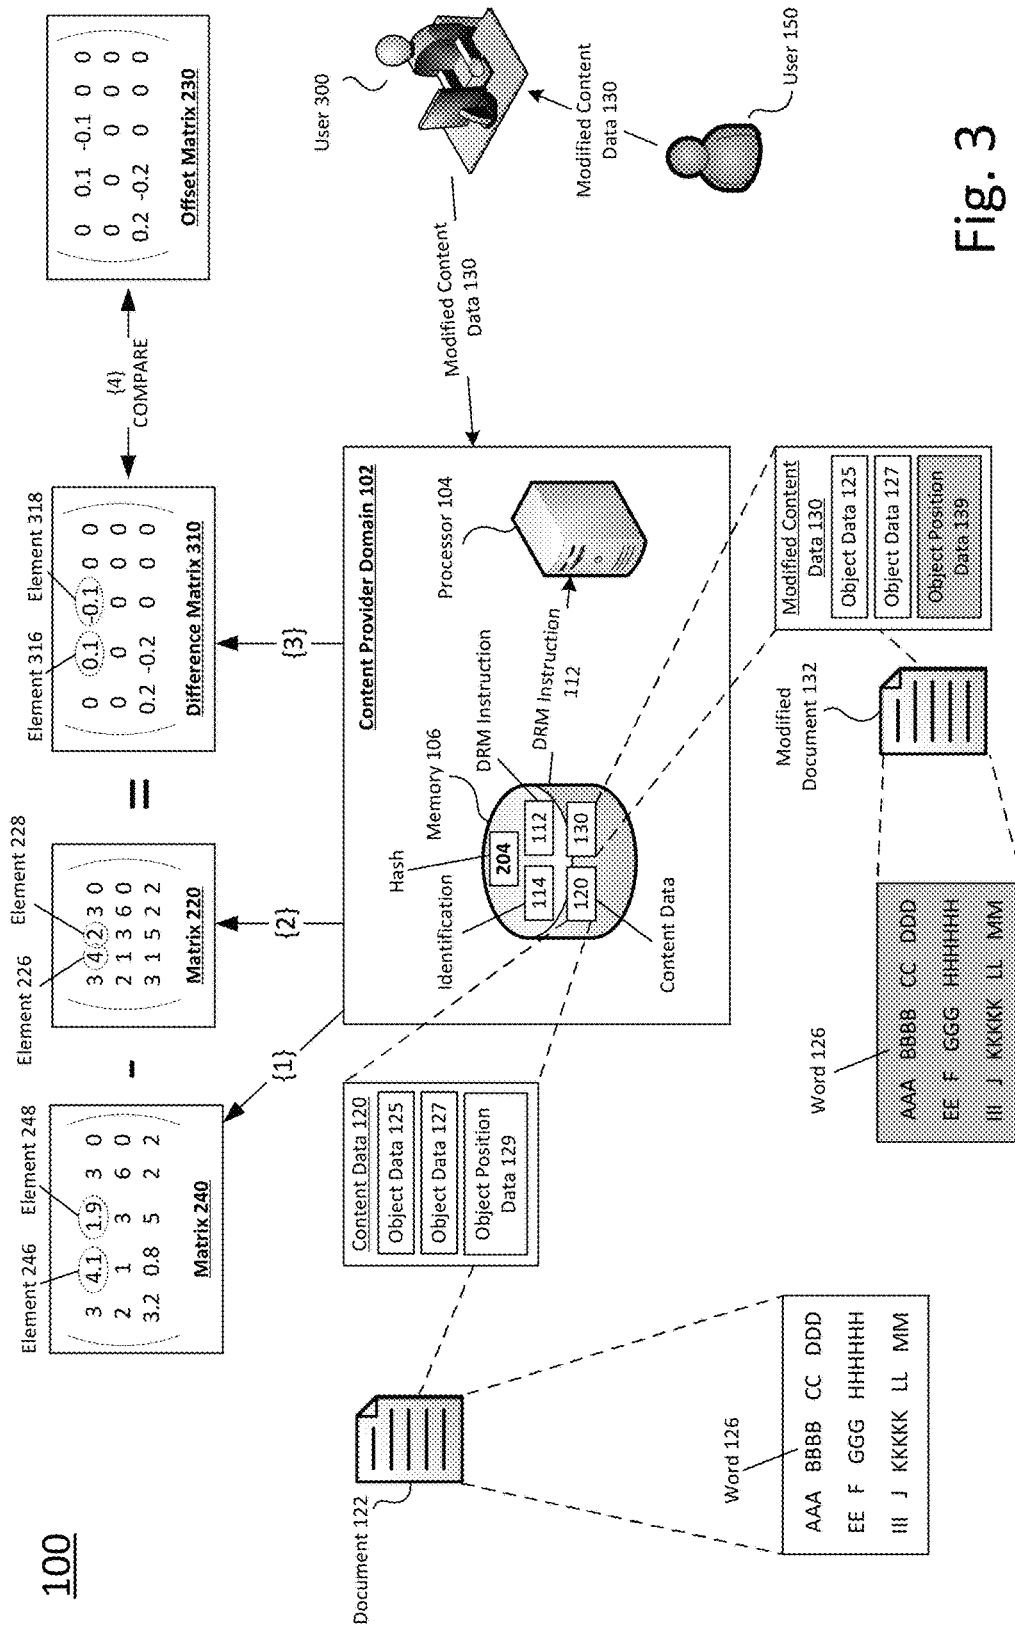 100
Element 246
Element 248
3 4.1 1.9 3 0
2 1 3 6 0
3.2 0.8 5 2 2
Matrix 240
-
Element 226
Element 228
3 4 2 3 0
2 1 3 6 0
3 1 5 2 2
Matrix 220
=
Element 316
Element 318
0 0.1 -0.1 0 0
0 0 0 0 0
0.2 -0.2 0 0 0
Difference Matrix 310
{4}
COMPARE
0 0.1 -0.1 0 0
0 0 0 0 0
0.2 -0.2 0 0 0
Offset Matrix 230
{1}
{2}
{3}
Document 122
Content Data 120
Object Data 125
Object Data 127
Object Position
Data 129
Content Provider Domain 102
Hash
Memory 106
Identification
DRM Instruction
204
114
112
120
130
DRM Instruction
112
Processor 104
Content Data
Modified Content
Data 130
User 300
Modified Content
Data 130
User 150
Word 126
AAA BBBB CC DDD
EE F GGG HHHHHH
III J KKKKK LL MM
Word 126
AAA BBBB CC DDD
EE F GGG HHHHHH
III J KKKKK LL MM
Modified
Document 132
Modified Content
Data 130
Object Data 125
Object Data 127
Object Position
Data 139
Fig. 3